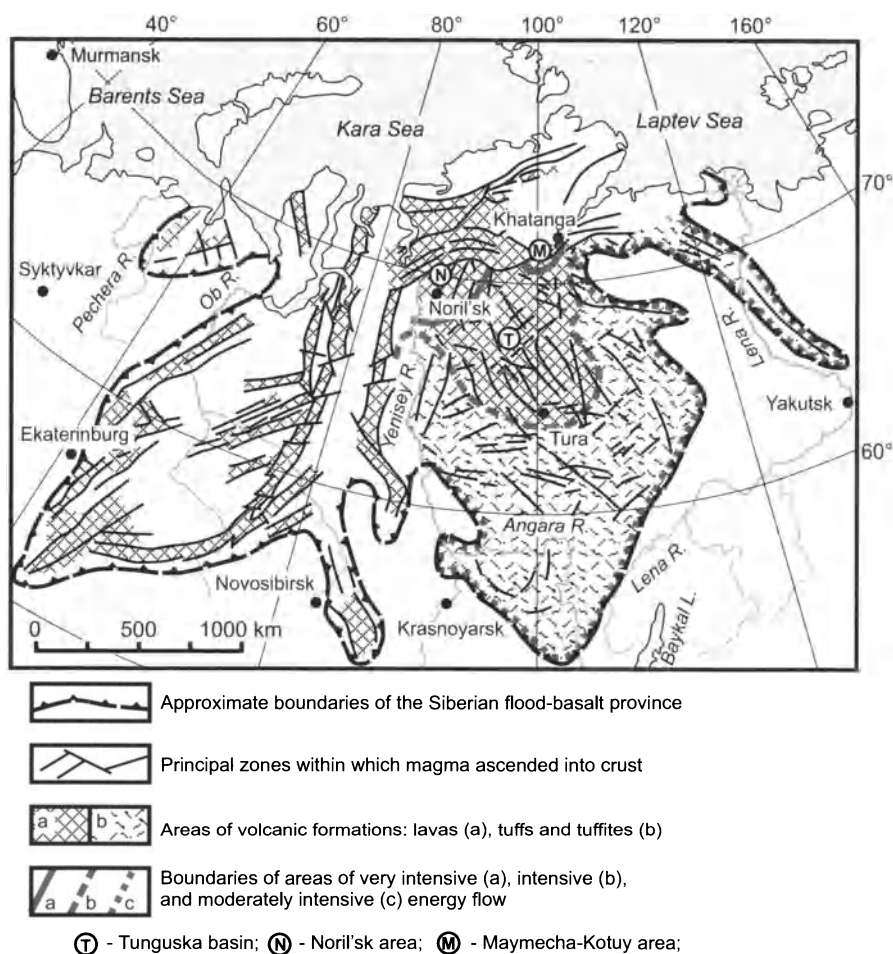 40° 60° 80° 100° 120° 160°
Murmansk
Barents Sea
Kara Sea
Laptev Sea
70°
Khatanga
M
Syktyvkar
Pechera R.
Ob R.
N
Noril'sk
T
Lena R.
Yenisey R.
Yakutsk
Ekaterinburg
Tura
60°
Angara R.
Novosibirsk
Lena R.
Krasnoyarsk
Baykal L.
0 500 1000 km
Approximate boundaries of the Siberian flood-basalt province
Principal zones within which magma ascended into crust
a b Areas of volcanic formations: lavas (a), tuffs and tuffites (b)
Boundaries of areas of very intensive (a), intensive (b),
a b c and moderately intensive (c) energy flow
T - Tunguska basin; N - Noril'sk area; M - Maymecha-Kotuy area;